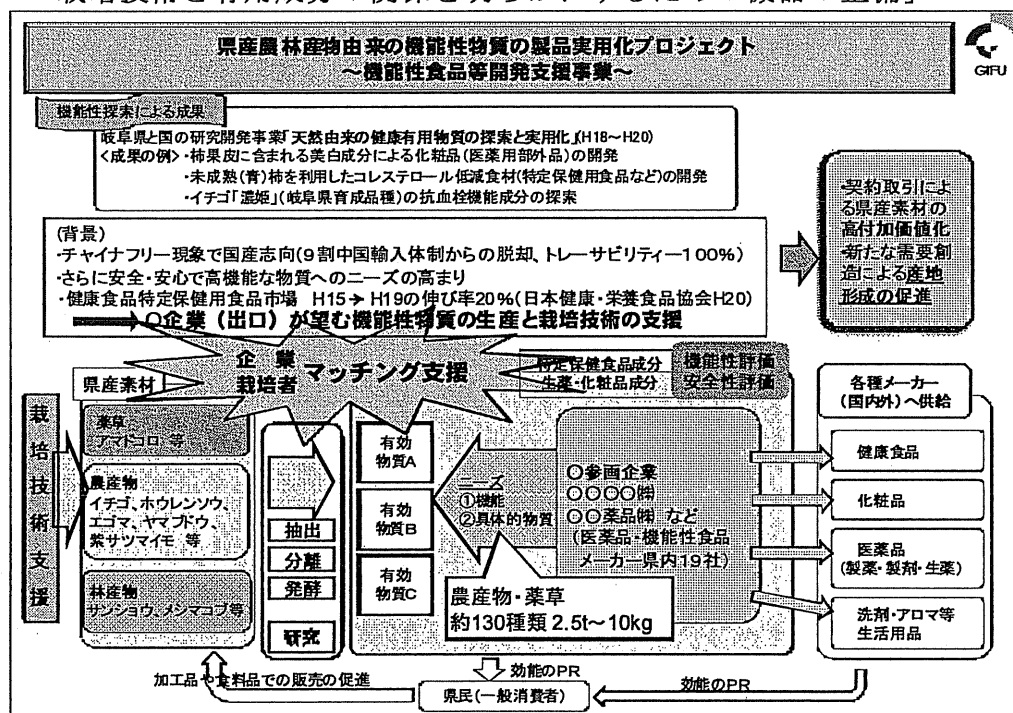 県産農林産物由来の機能性物質の製品実用化プロジェクト
～機能性食品等開発支援事業～
GIFU
機能性探索による成果
岐阜県と国の研究開発事業｢天然由来の健康有用物質の探索と実用化｣(H18～H20)
<成果の例>・柿果皮に含まれる美白成分による化粧品(医薬用部外品)の開発
・未成熟(青)柿を利用したコレステロール低減食材(特定保健用食品など)の開発
・イチゴ「濃姫」(岐阜県育成品種)の抗血栓機能成分の探索
・契約取引によ
る県産素材の
高付加価値化
・新たな需要創
造による産地
形成の促進
(背景)
・チャイナフリー現象で国産志向(9割中国輸入体制からの脱却、トレーサビリティー100%)
・さらに安全・安心で高機能な物質へのニーズの高まり
・健康食品特定保健用食品市場 H15→H19の伸び率20%(日本健康・栄養食品協会H20)
○企業（出口）が望む機能性物質の生産と栽培技術の支援
企 業
栽培者
マッチング支援
特定保健食品成分
生薬・化粧品成分
機能性評価
安全性評価
県産素材
各種メーカー
(国内外)へ供給
栽培技術支援
薬草
アマドコロ 等
農産物
イチゴ、ホウレンソウ、
エゴマ、ヤマブドウ、
紫サツマイモ 等
林産物
サンショウ、メシマコブ等
抽出
分離
発酵
研究
有効
物質A
有効
物質B
有効
物質C
ニーズ
①機能
②具体的物質
○参画企業
○○○○㈱
○○薬品㈱ など
(医薬品・機能性食品
メーカー県内19社)
農産物・薬草
約130種類 2.5t～10kg
健康食品
化粧品
医薬品
(製薬・製剤・生薬)
洗剤・アロマ等
生活用品
効能のPR
加工品や食料品での販売の促進
県民(一般消費者)
効能のPR